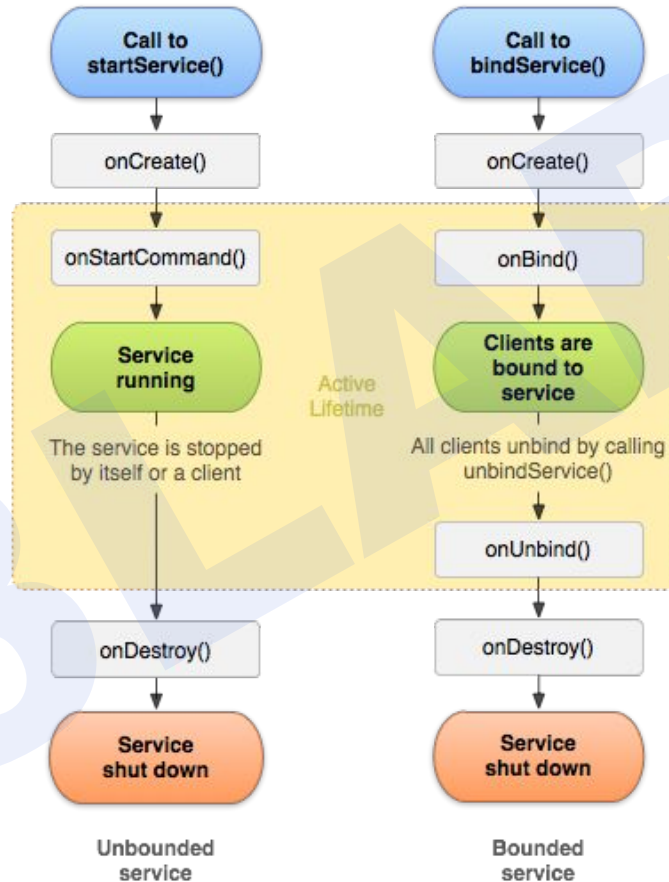 Call to
startService()
onCreate()
onStartCommand()
Service
running
The service is stopped
by itself or a client
onDestroy()
Service
shut down
Unbounded
service
Active
Lifetime
Call to
bindService()
onCreate()
onBind()
Clients are
bound to
service
All clients unbind by calling
unbindService()
onUnbind()
onDestroy()
Service
shut down
Bounded
service